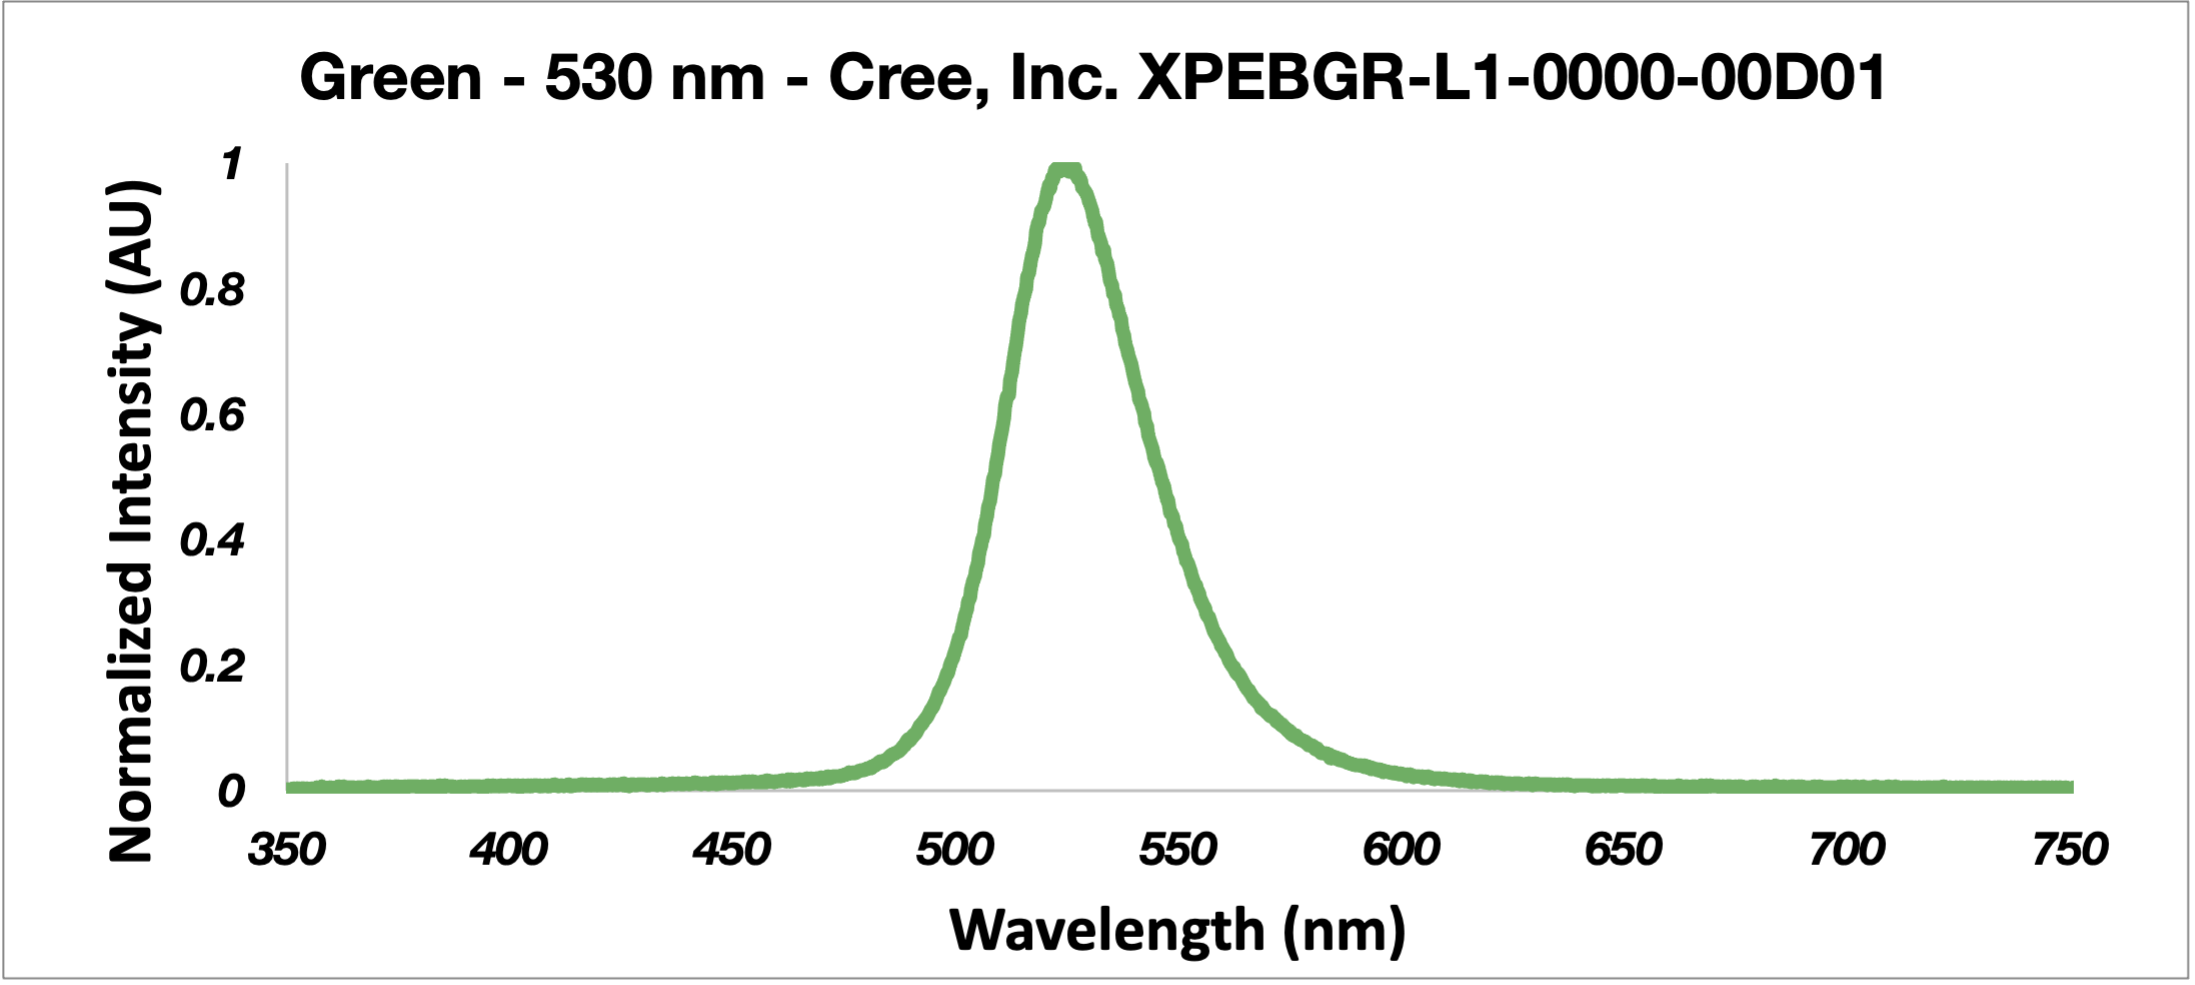 Green - 530 nm - Cree, Inc. XPEBGR-L1-0000-00D01
Normalized Intensity (AU)
1
0.8
0.6
0.4
0.2
0
350 400 450 500 550 600 650 700 750
Wavelength (nm)